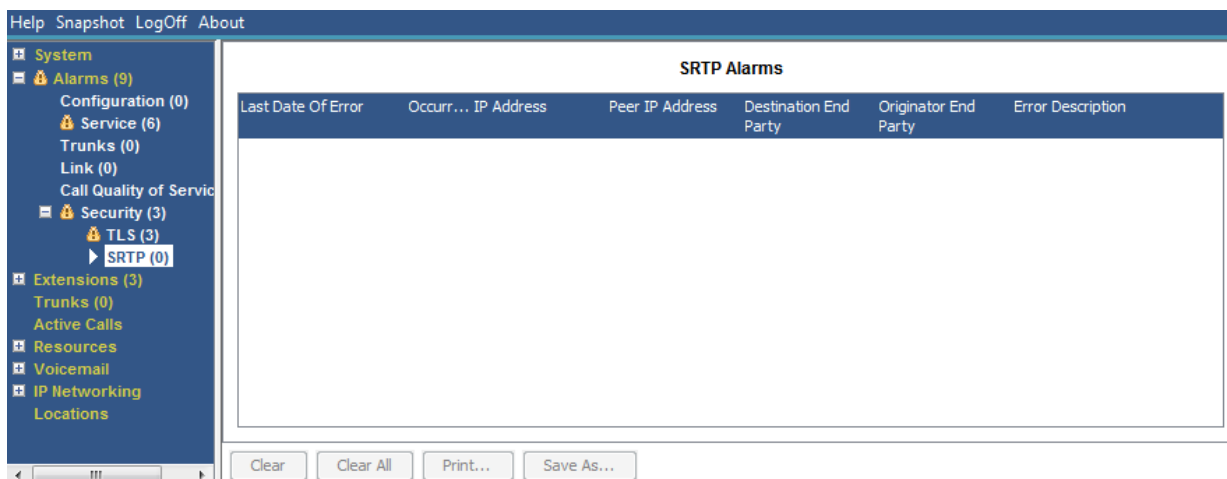 Help Snapshot LogOff About
System
Alarms (9)
Configuration (0)
Service (6)
Trunks (0)
Link (0)
Call Quality of Servic
Security (3)
TLS (3)
SRTP (0)
Extensions (3)
Trunks (0)
Active Calls
Resources
Voicemail
IP Networking
Locations
SRTP Alarms
Last Date Of Error Occurr... IP Address Peer IP Address Destination End Originator End Error Description
Party Party
Clear Clear All Print... Save As...